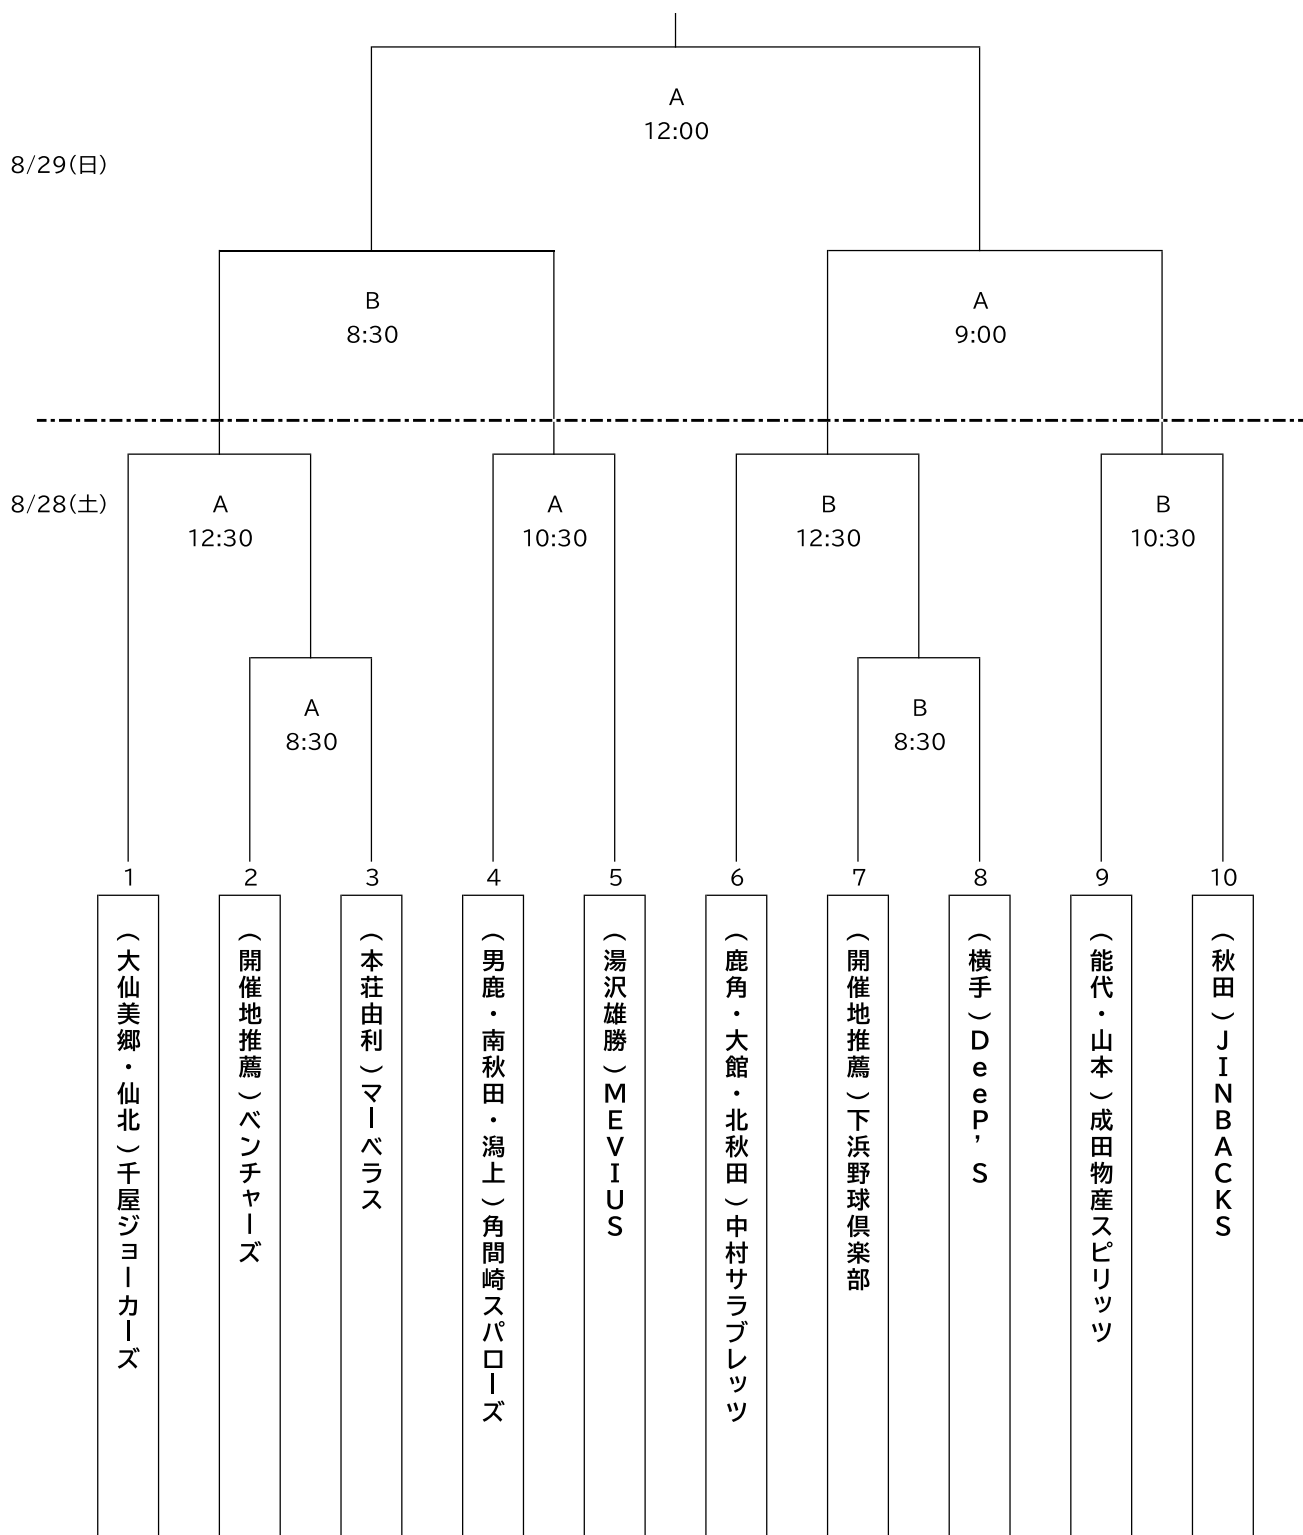 A
12:00
8/29(日)
B
8:30
A
9:00
8/28(土)
A
12:30
A
10:30
B
12:30
B
10:30
A
8:30
B
8:30
1
2
3
4
5
6
7
8
9
10
(大仙美郷・仙北)千屋ジョーカーズ
(開催地推薦)ベンチャーズ
(本荘由利)マーベラス
(男鹿・南秋田・潟上)角間崎スパローズ
(湯沢雄勝)MEVIUS
(鹿角・大館・北秋田)中村サラブレッツ
(開催地推薦)下浜野球倶楽部
(横手)DeeP'S
(能代・山本)成田物産スピリッツ
(秋田)JINBACKS